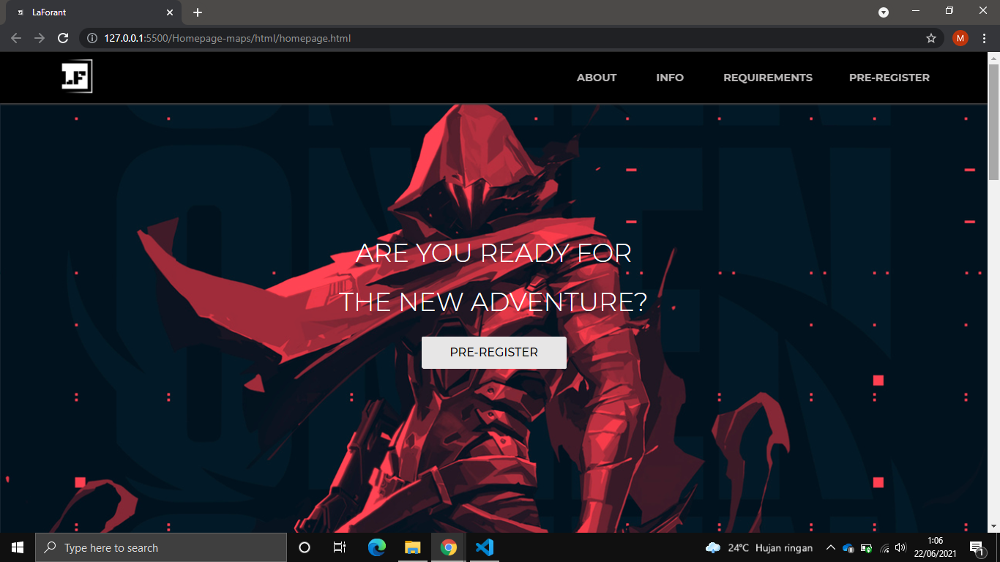 LaForant
127.0.0.1:5500/Homepage-maps/html/homepage.html
M
LF
ABOUT INFO REQUIREMENTS PRE-REGISTER
OMEN
ARE YOU READY FOR
THE NEW ADVENTURE?
PRE-REGISTER
Type here to search
24°C Hujan ringan
1:06
22/06/2021
1